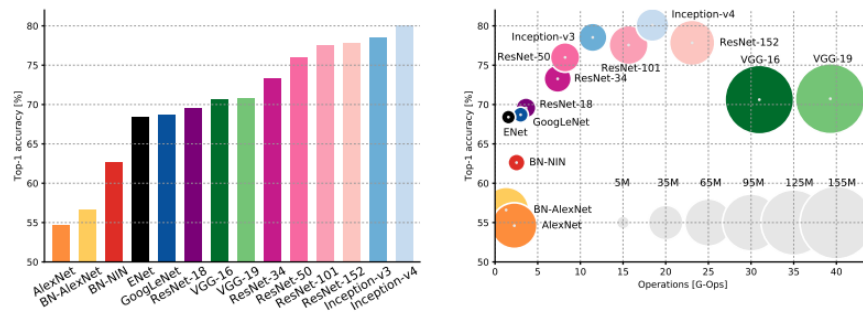 Top-1 accuracy [%]
80
75
70
65
60
55
50
AlexNet
BN-AlexNet
BN-NIN
ENet
GoogLeNet
ResNet-18
VGG-16
VGG-19
ResNet-34
ResNet-50
ResNet-101
ResNet-152
Inception-v3
Inception-v4
Top-1 accuracy [%]
80
75
70
65
60
55
50
Inception-v4
Inception-v3
ResNet-152
ResNet-50
VGG-16 VGG-19
ResNet-101
ResNet-34
ResNet-18
GoogLeNet
ENet
BN-NIN
5M 35M 65M 95M 125M 155M
BN-AlexNet
AlexNet
0 5 10 15 20 25 30 35 40
Operations [G-Ops]